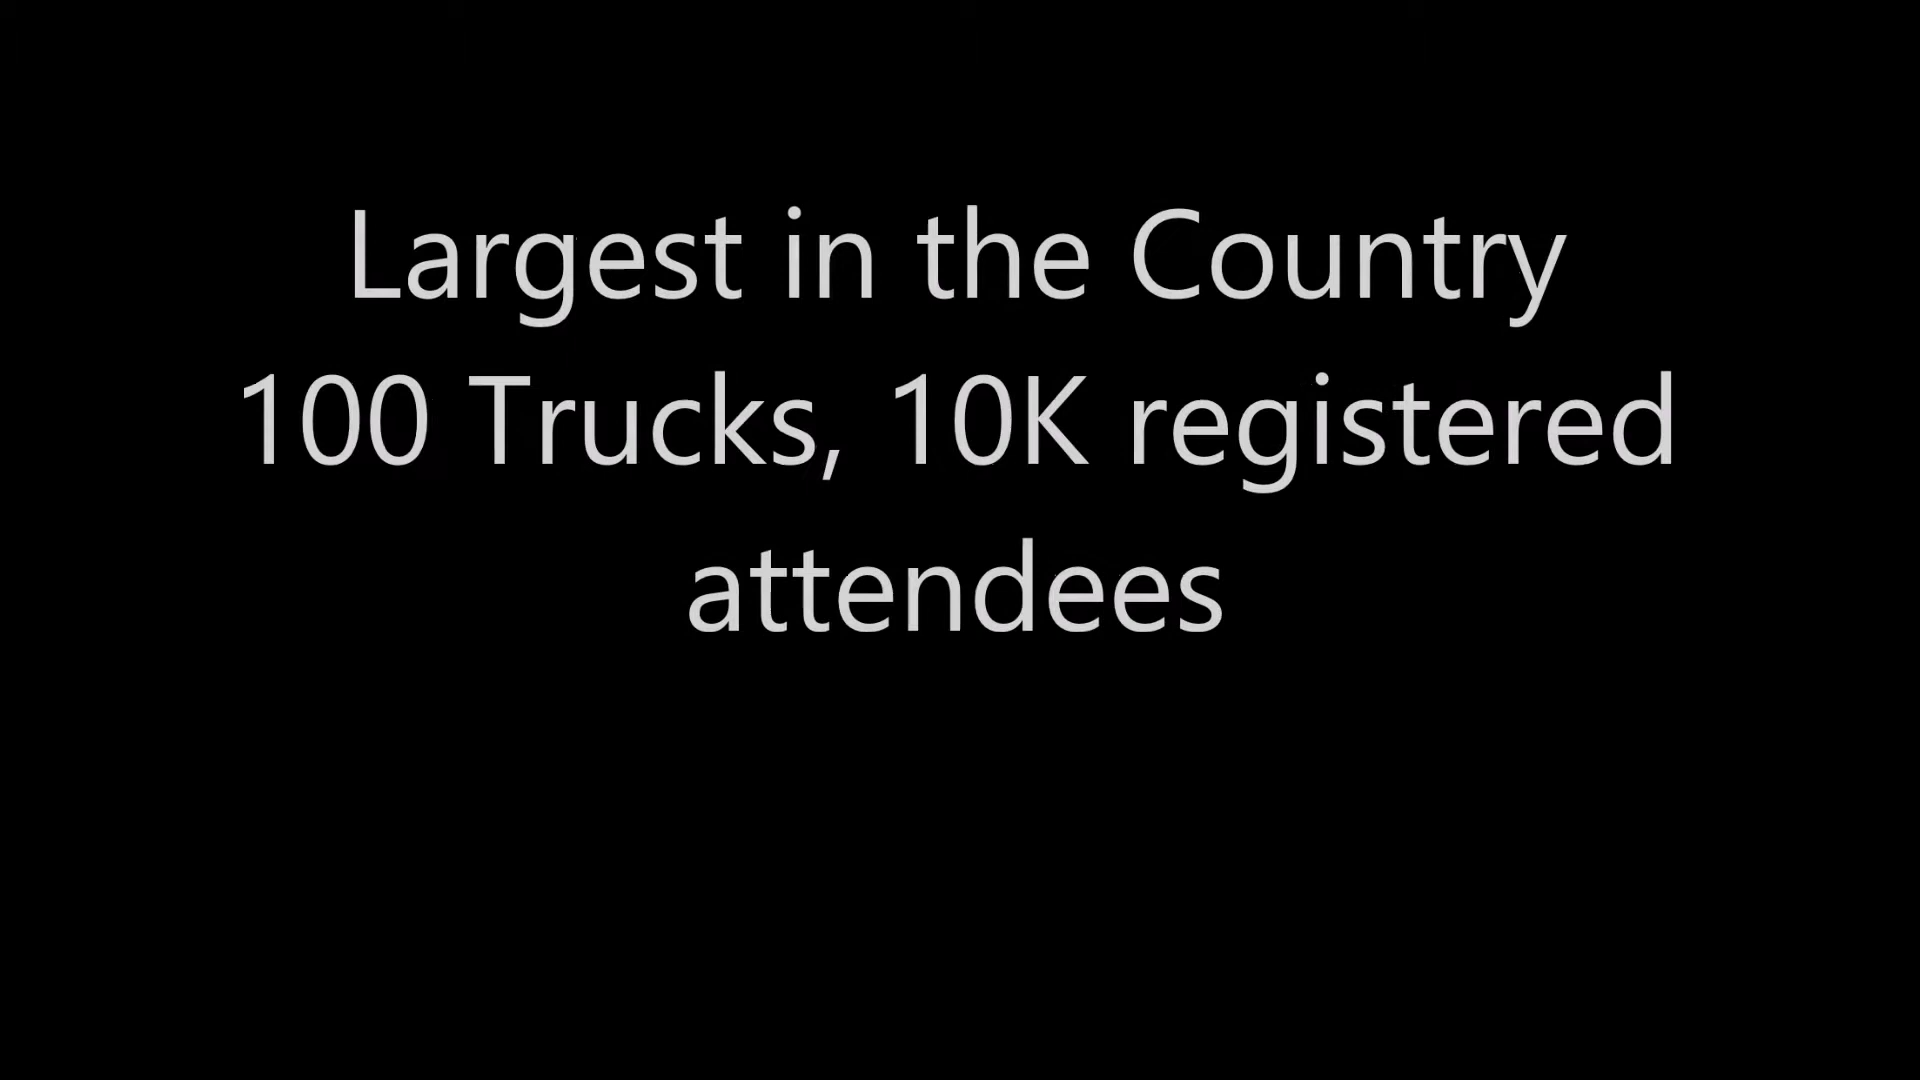 Largest in the Country
100 Trucks, 10K registered
attendees